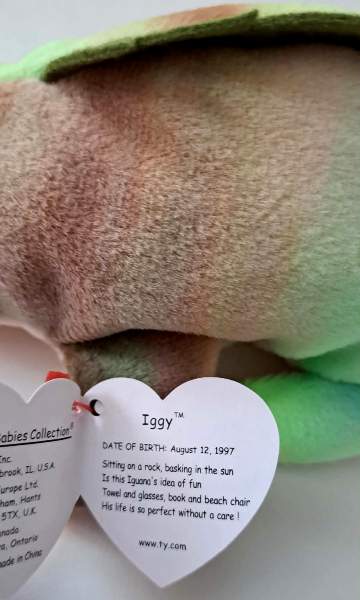 abies Collection®
Inc.
brook, IL. U.S.A.
urope Ltd.
ham, Hants
5TX, U.K.
anada
a, Ontario
ade in China
Iggy™
DATE OF BIRTH: August 12, 1997
Sitting on a rock, basking in the sun
Is this Iguana's idea of fun
Towel and glasses, book and beach chair
His life is so perfect without a care !
www.ty.com